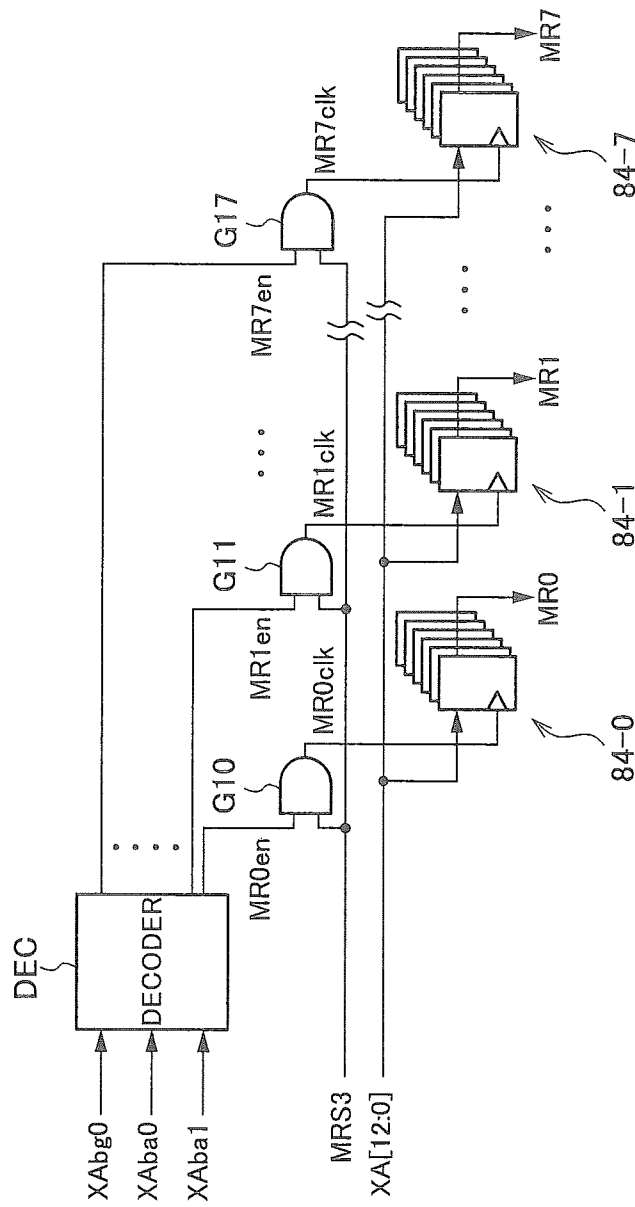 DEC
DECODER
XAbg0
XAba0
XAba1
MRS3
XA[12:0]
MR0en
G10
MR0clk
MR1en
G11
MR1clk
MR7en
G17
MR7clk
MR0
84-0
MR1
84-1
MR7
84-7